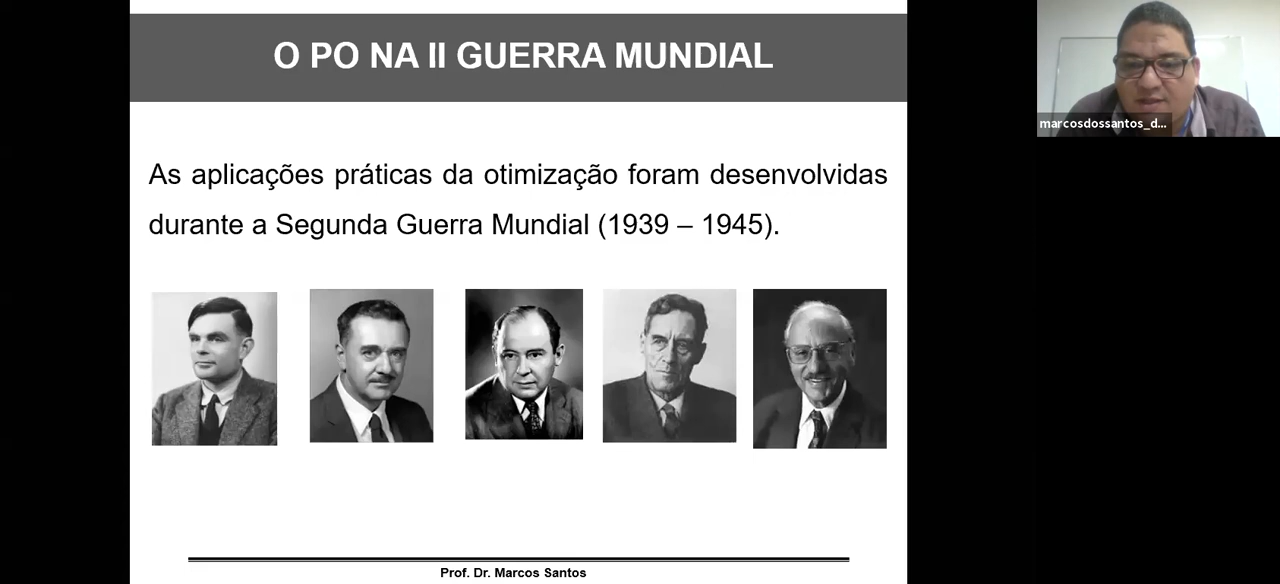 O PO NA II GUERRA MUNDIAL
marcosdossantos_d...
As aplicações práticas da otimização foram desenvolvidas
durante a Segunda Guerra Mundial (1939 – 1945).
Prof. Dr. Marcos Santos